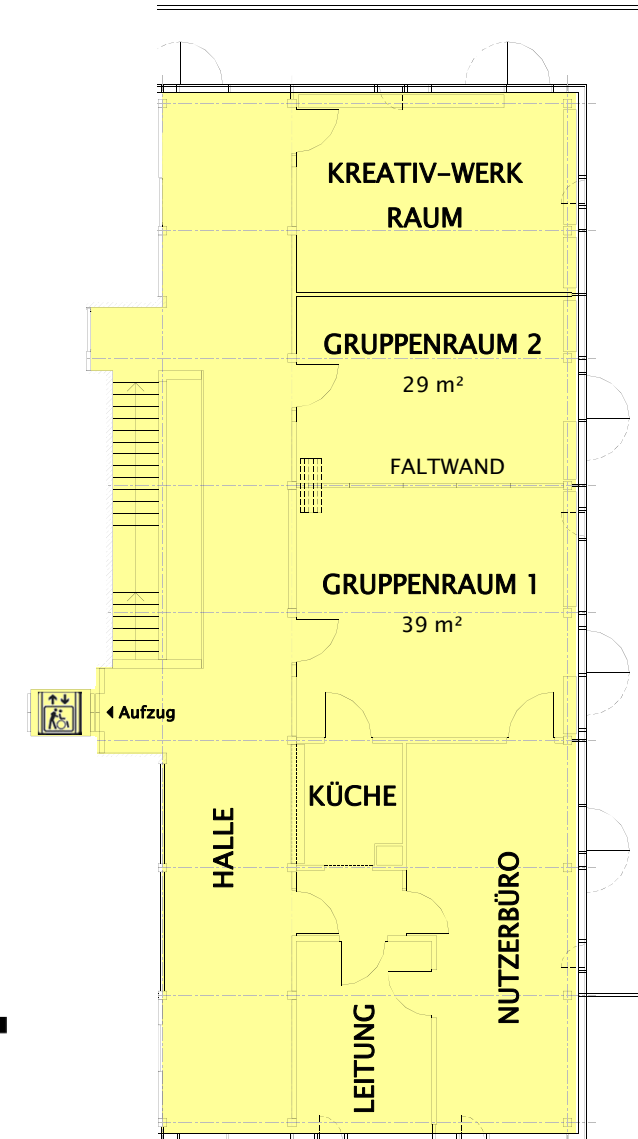 KREATIV–WERK
RAUM
GRUPPENRAUM 2
29 m²
FALTWAND
GRUPPENRAUM 1
39 m²
Aufzug
KÜCHE
HALLE
NUTZERBÜRO
LEITUNG